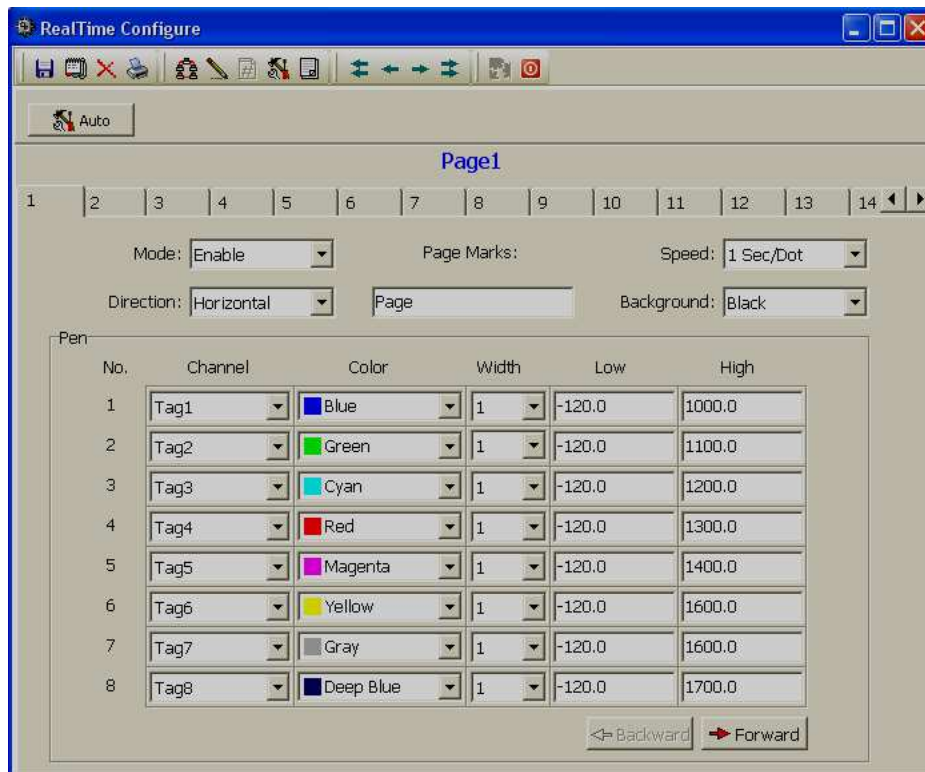 RealTime Configure
Auto
Page1
1 2 3 4 5 6 7 8 9 10 11 12 13 14
Mode: Enable Page Marks: Speed: 1 Sec/Dot
Direction: Horizontal Page Background: Black
Pen
No. Channel Color Width Low High
1 Tag1 Blue 1 -120.0 1000.0
2 Tag2 Green 1 -120.0 1100.0
3 Tag3 Cyan 1 -120.0 1200.0
4 Tag4 Red 1 -120.0 1300.0
5 Tag5 Magenta 1 -120.0 1400.0
6 Tag6 Yellow 1 -120.0 1600.0
7 Tag7 Gray 1 -120.0 1600.0
8 Tag8 Deep Blue 1 -120.0 1700.0
Backward Forward